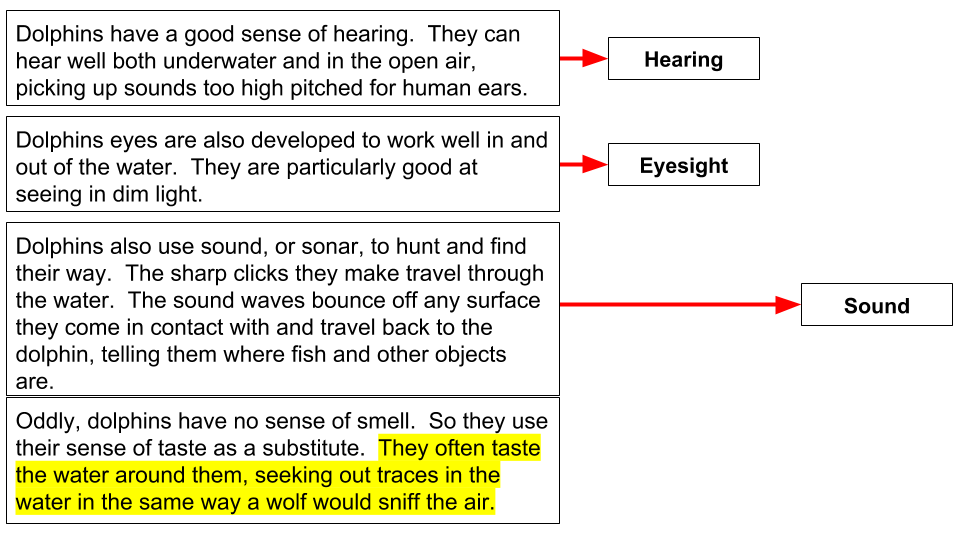 Dolphins have a good sense of hearing.  They can
hear well both underwater and in the open air,
picking up sounds too high pitched for human ears.
Hearing
Dolphins eyes are also developed to work well in and
out of the water.  They are particularly good at
seeing in dim light.
Eyesight
Dolphins also use sound, or sonar, to hunt and find
their way.  The sharp clicks they make travel through
the water.  The sound waves bounce off any surface
they come in contact with and travel back to the
dolphin, telling them where fish and other objects
are.
Sound
Oddly, dolphins have no sense of smell.  So they use
their sense of taste as a substitute.  They often taste
the water around them, seeking out traces in the
water in the same way a wolf would sniff the air.